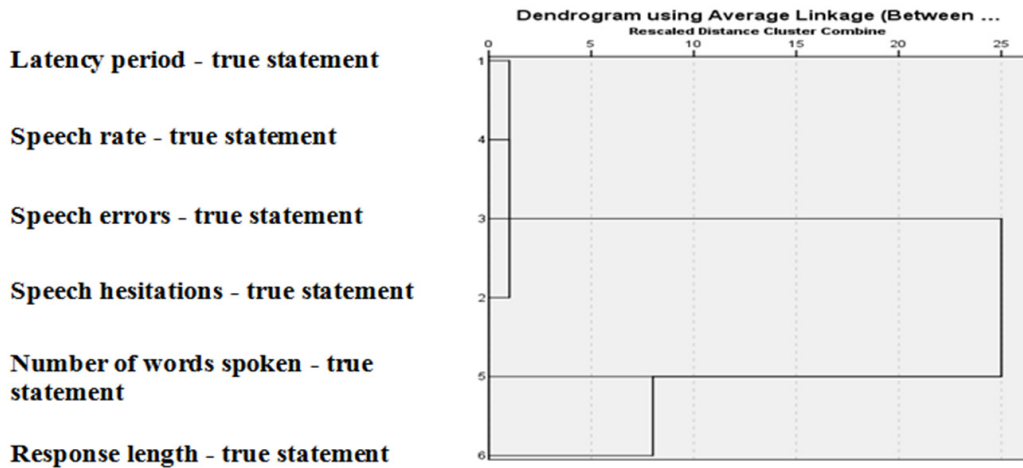 Dendrogram using Average Linkage (Between ...
Rescaled Distance Cluster Combine
0 5 10 15 20 25
Latency period - true statement 1
Speech rate - true statement 4
Speech errors - true statement 3
Speech hesitations - true statement 2
Number of words spoken - true
statement 5
Response length - true statement 6